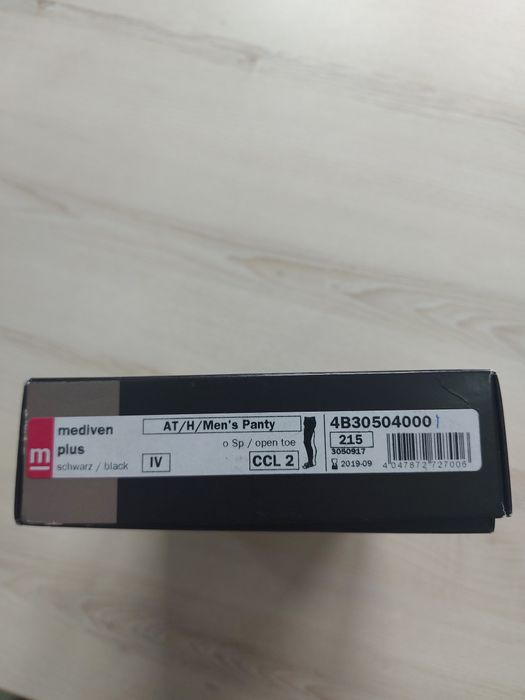 m
mediven
plus
schwarz / black
IV
AT/H/Men's Panty
o Sp / open toe
CCL 2
4B30504000
215
3050917
2019-09
4 047872 727006